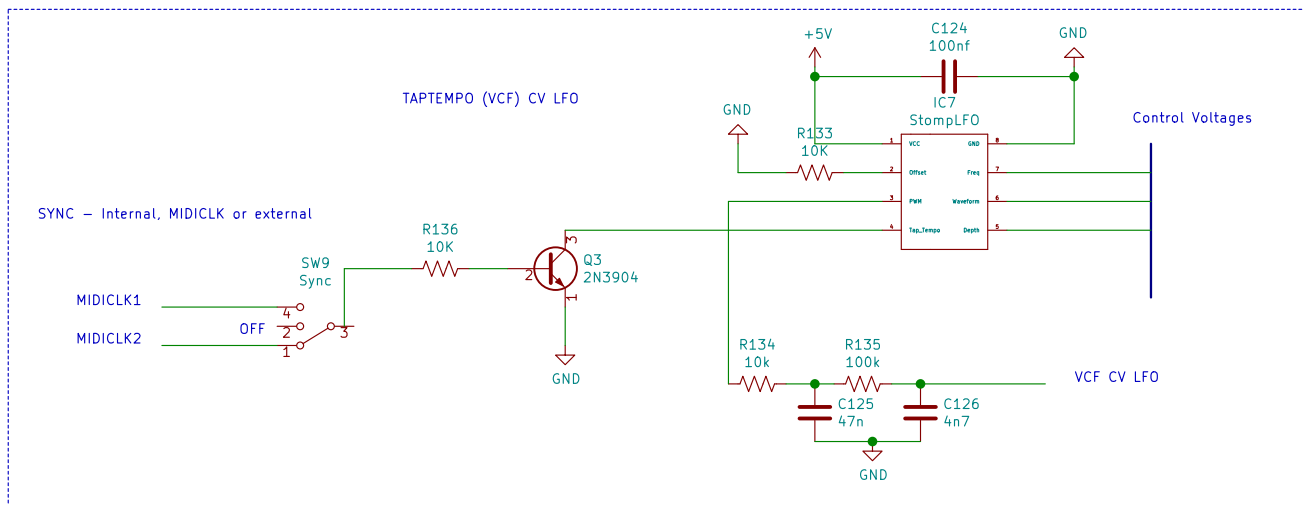 C124
100nf
+5V
GND
TAPTEMPO (VCF) CV LFO
IC7
StompLFO
GND
Control Voltages
R133
10K
1
VCC
GND
8
2
Offset
Freq
7
3
PWM
Waveform
6
4
Tap_Tempo
Depth
5
SYNC – Internal, MIDICLK or external
R136
10K
3
Q3
2N3904
2
1
GND
SW9
Sync
MIDICLK1
4
OFF
2
3
MIDICLK2
1
R134
10k
R135
100k
VCF CV LFO
C125
47n
C126
4n7
GND